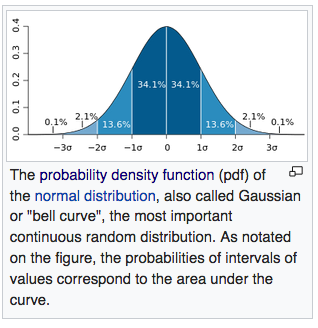 0.4
0.3
0.2
0.1
0.0
34.1% 34.1%
0.1% 2.1% 13.6% 13.6% 2.1% 0.1%
−3σ −2σ −1σ 0 1σ 2σ 3σ
The probability density function (pdf) of
the normal distribution, also called Gaussian
or "bell curve", the most important
continuous random distribution. As notated
on the figure, the probabilities of intervals of
values correspond to the area under the
curve.